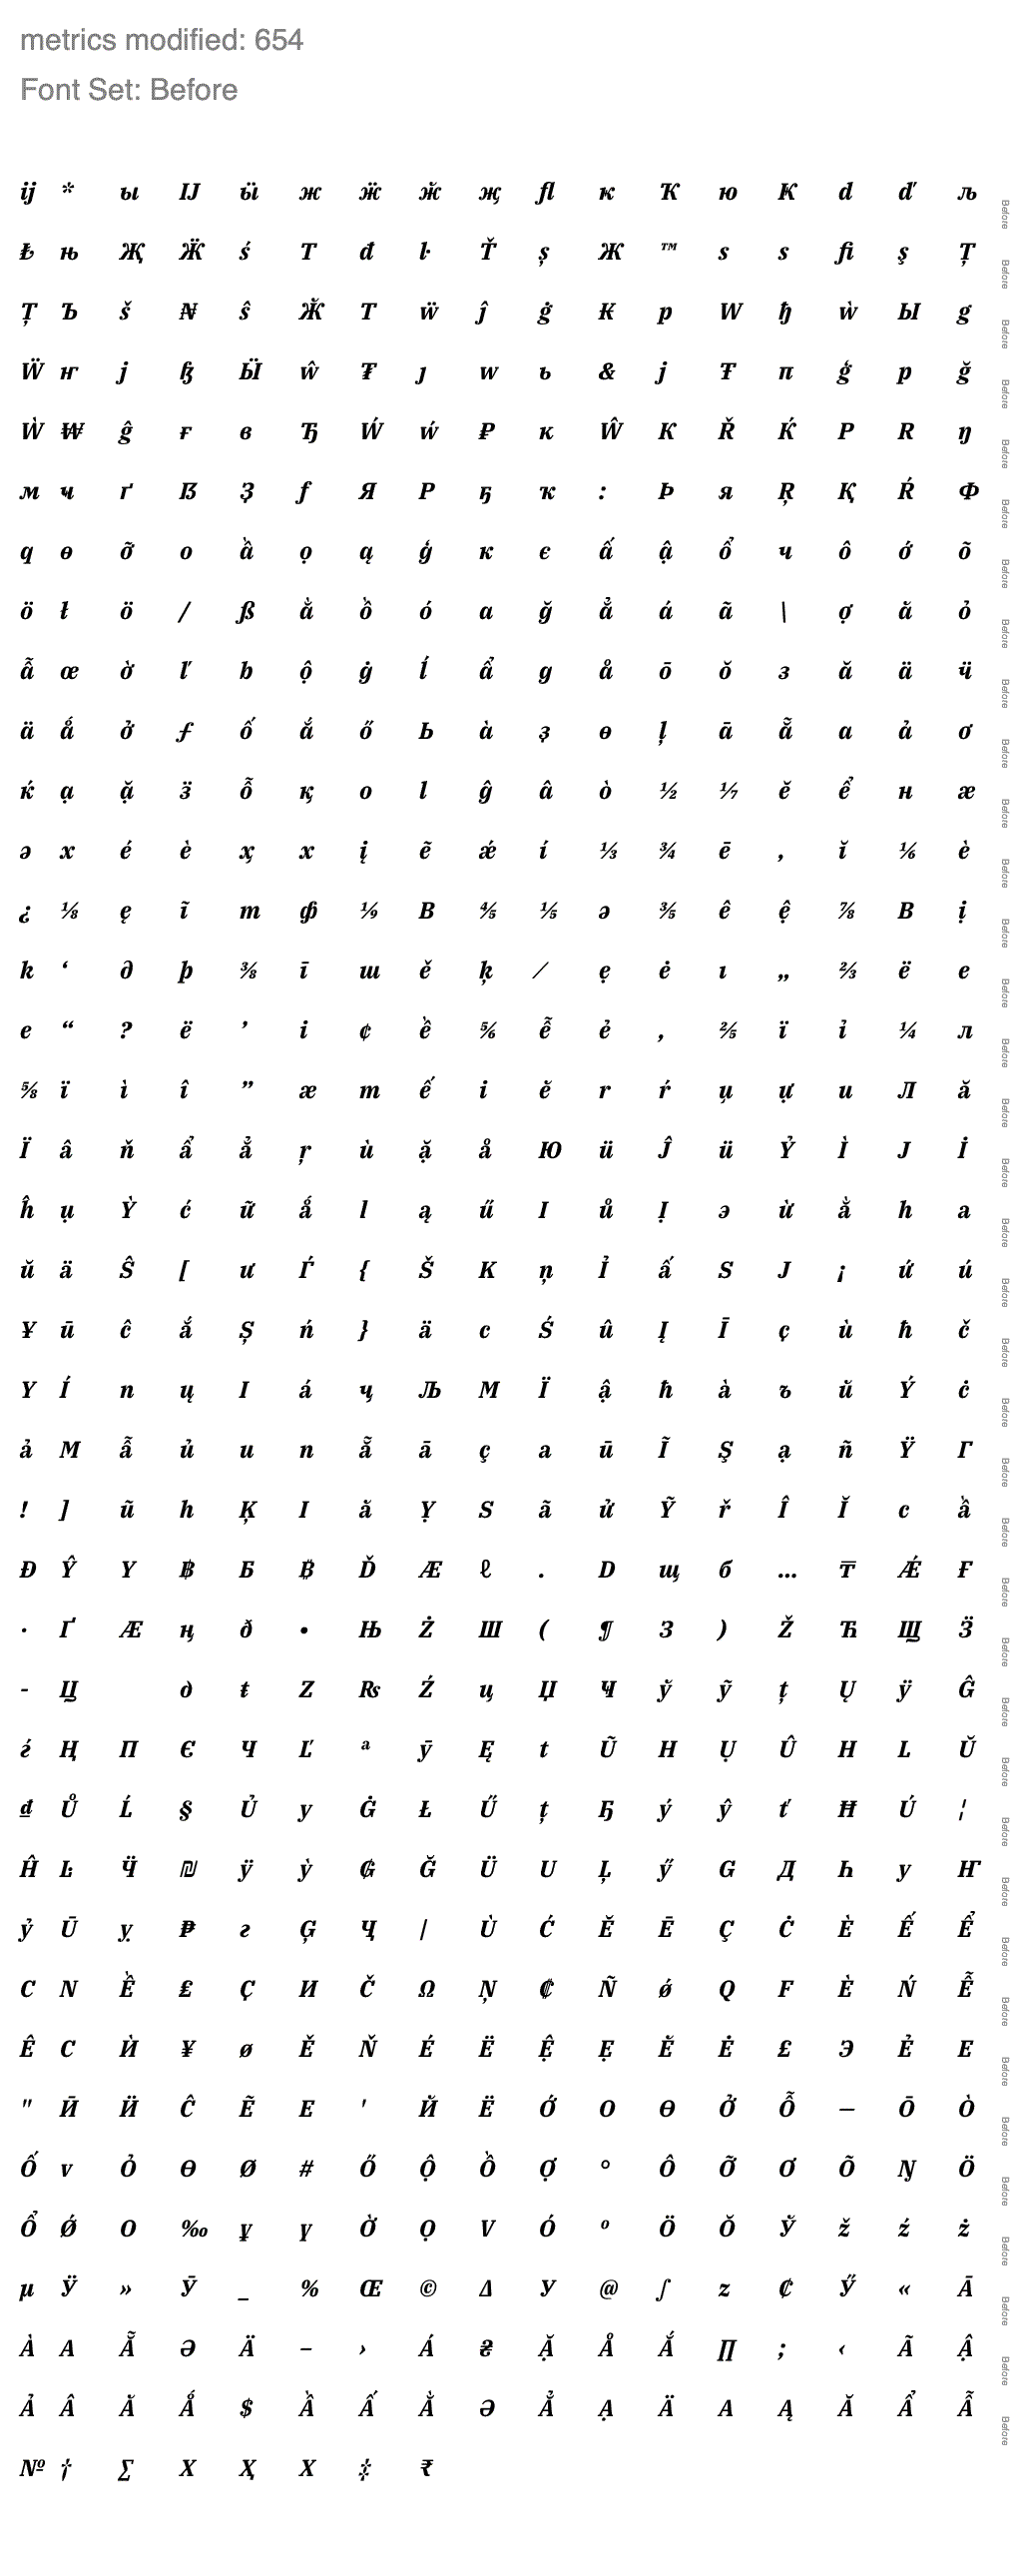 metrics modified: 654
Font Set: Before
ij * ы IJ ӹ ж ӝ ӂ җ ﬂ к Ҡ ю Ҝ d ď љ Before
₺ њ Җ Ӝ ś T đ ŀ Ť ș Ж ™ s s ﬁ ş Ț Before
Ţ Ъ š ₦ ŝ Ӂ Т ẅ ĵ ġ Ҝ p W ђ ẁ Ы g Before
Ẅ ҥ j ꜧ Ӹ ŵ Ŧ ȷ w ь & ј Ŧ п ģ р ğ Before
Ẁ ₩ ĝ ғ в Ђ Ẃ ẃ ₽ к Ŵ К Ř Ḱ P R ŋ Before
м ч ґ ẞ Ҙ f Я Р ҕ ҡ : Þ я Ŗ Қ Ŕ Ф Before
q ө ỡ о ầ ọ ą ģ к є ấ ậ ổ ч ô ớ õ Before
ö ł ӧ / ß ằ ồ ó a ğ ẳ á ã \ ợ ă ỏ Before
ẫ œ ờ ľ b ộ ġ ĺ ẩ g å ō ŏ з ă ä ӵ Before
ä ǻ ở ƒ ố ắ ő Ь à ҙ ɵ ļ ā ẵ a ả ơ Before
ќ ạ ặ ӟ ỗ қ o l ĝ â ò ½ ⅐ ĕ ể н æ Before
ə х é è ҳ x į ẽ ǽ í ⅓ ¾ ē , ĭ ⅙ ѐ Before
¿ ⅛ ę ĩ т ф ⅑ В ⅘ ⅕ ә ⅗ ê ệ ⅞ B ị Before
k ‘ ∂ þ ⅜ ī ш ě ķ ⁄ ẹ ė ı „ ⅔ ë e Before
е “ ? ё ’ i ¢ ề ⅚ ễ ẻ ‚ ⅖ ï ỉ ¼ л Before
⅝ ї ì î ” ӕ m ế і ӗ r ŕ џ ự u Л ă Before
Ï â ň ẩ ẳ ŗ ù ặ å Ю ü Ĵ ü Ỷ Ì J İ Before
ĥ ụ Ỳ ć ữ ǻ l ą ű I ů Ị э ừ ằ h a Before
ŭ ä Ŝ [ ư Ѓ { Š K ņ Ỉ ấ S Ј ¡ ứ ú Before
¥ ū ĉ ắ Ș ń } ä c Ś û Į Ī ç ù ћ č Before
Y Í n ų І á ҷ Љ М Ї ậ ħ à ъ й Ý ċ Before
ả M ẫ ủ и п ẵ ā ç а ӣ Ĩ Ş ạ ñ Ÿ Г Before
! ] ũ һ Ķ I ă Ỵ Ѕ ã ử Ỹ ř Î Ĭ с ầ Before
Đ Ŷ Y ฿ Б ₿ Ď Æ ℓ . D щ б … ₸ Ǽ Ғ Before
· Ґ Ӕ ң ð • Њ Ż Ш ( ¶ З ) Ž Ћ Щ Ӟ Before
- Щ д ŧ Z ₨ Ź ц Џ Ч ў ỹ ţ Ų ÿ Ĝ Before
ѓ Ң П Є Ч Ľ ª ӯ Ę t Ũ Н Ụ Û H L Ŭ Before
₫ Ů Ĺ § Ủ у Ġ Ł Ű ț Ҕ ý ŷ ť Ħ Ú ¦ Before
Ĥ Ŀ Ӵ ₪ ӱ ỳ ₲ Ğ Ü U Ļ ӳ G Д Һ y Ҥ Before
ỷ Ū ỵ ₱ г Ģ Ҷ | Ù Ć Ĕ Ē Ç Ċ È Ế Ể Before
C N Ề ₤ Ҫ И Č Ω Ņ ₡ Ñ ǿ Q F Ѐ Ń Ễ Before
Ê С Ѝ ¥ ø Ě Ň É Ë Ệ Ẹ Ӗ Ė £ Э Ẻ Е Before
" Ӣ Ӥ Ĉ Ẽ E ' Й Ё Ớ О Ө Ở Ỗ — Ō Ò Before
Ố v Ỏ Ɵ Ø # Ő Ộ Ồ Ợ ° Ô Ỡ Ơ Õ Ŋ Ӧ Before
Ổ Ǿ O ‰ ұ ү Ờ Ọ V Ó º Ö Ŏ Ў ž ź ż Before
µ Ӱ » Ӯ _ % Œ © ∆ У @ ∫ z ₵ Ӳ « Ā Before
À А Ẵ Ә Ӓ – › Á ₴ Ặ Å Ắ ∏ ; ‹ Ã Ậ Before
Ả Â Ӑ Ǻ $ Ầ Ấ Ằ Ə Ẳ Ạ Ä A Ą Ă Ẩ Ẫ Before
№ † ∑ Х Ҳ X ‡ ₹